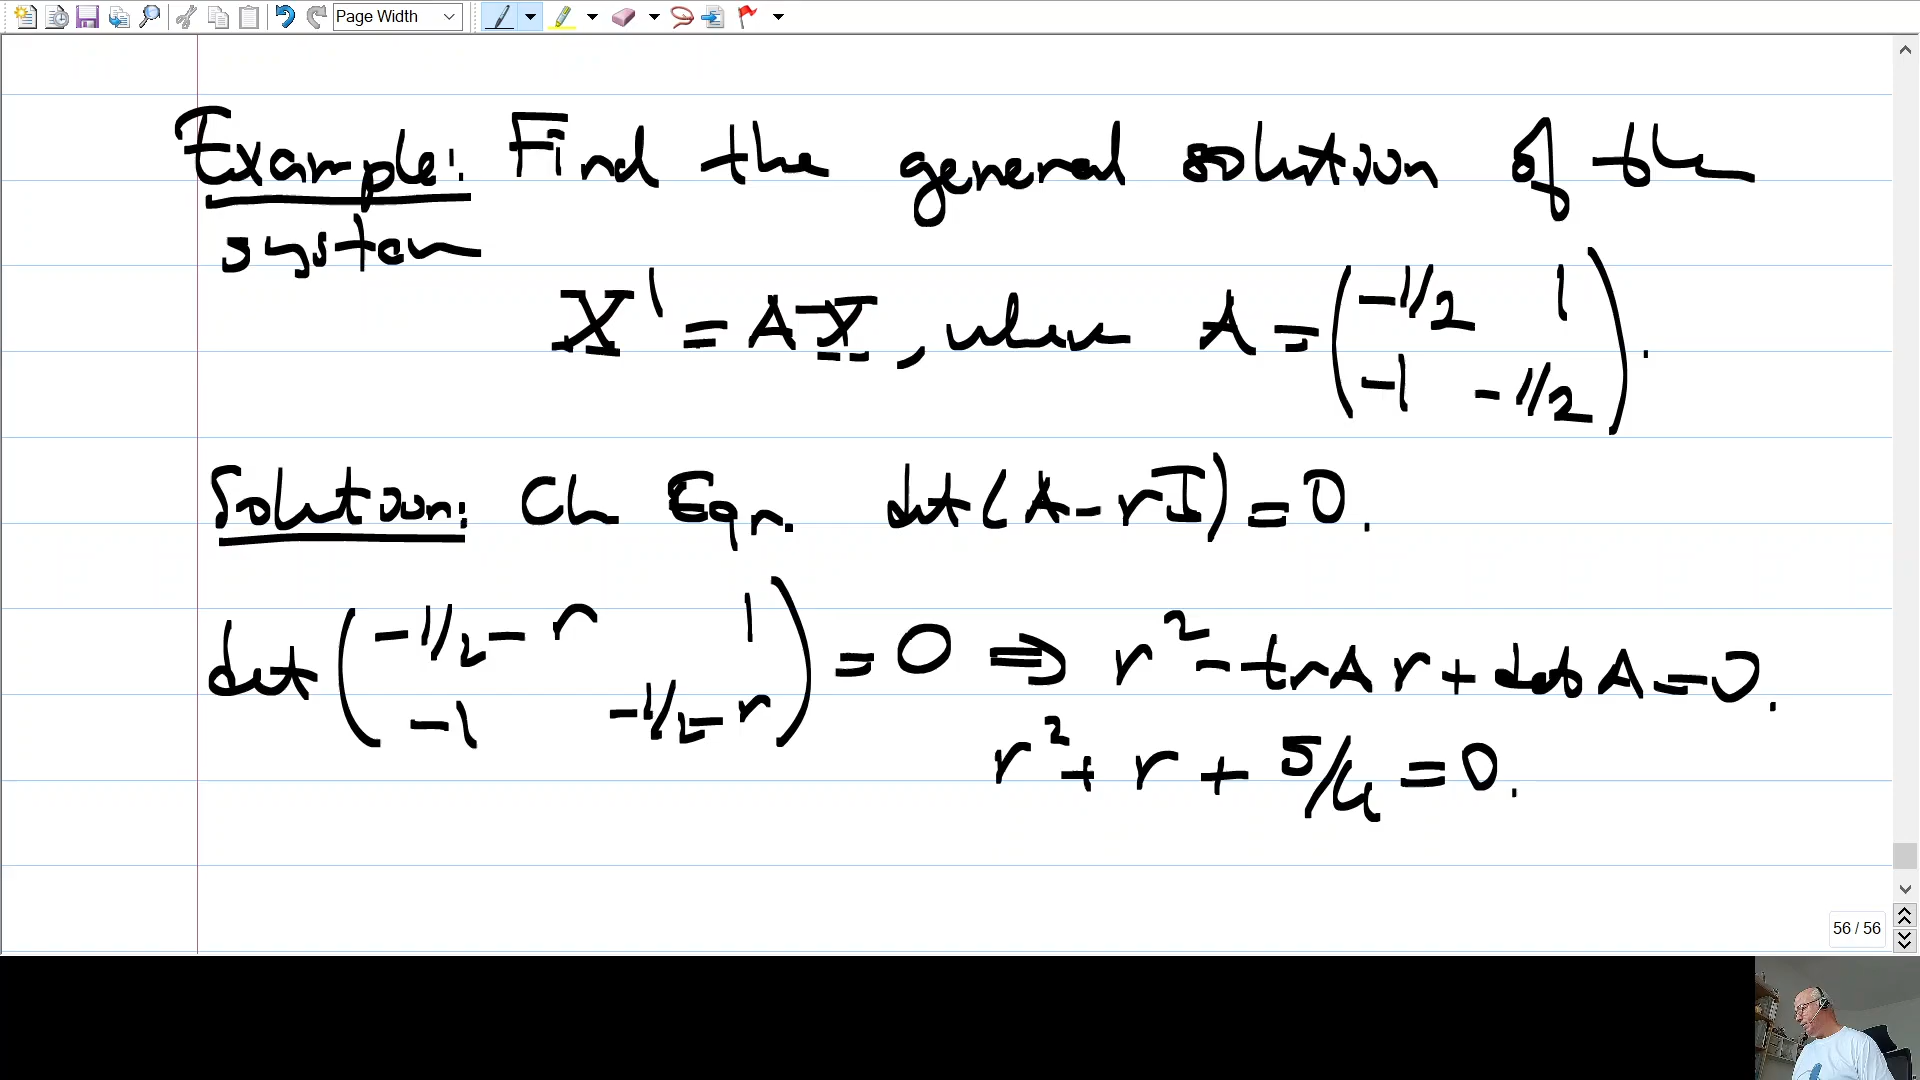 Page Width
Example: Find the general solution of the
system
X' = AX, where A = (-1/2 1
-1 -1/2).
Solution: Ch Eqn. det(A-rI)=0.
det(-1/2-r 1
-1 -1/2-r) = 0 ⇒ r²-trA r+det A=0.
r²+r+5/4=0.
56 / 56